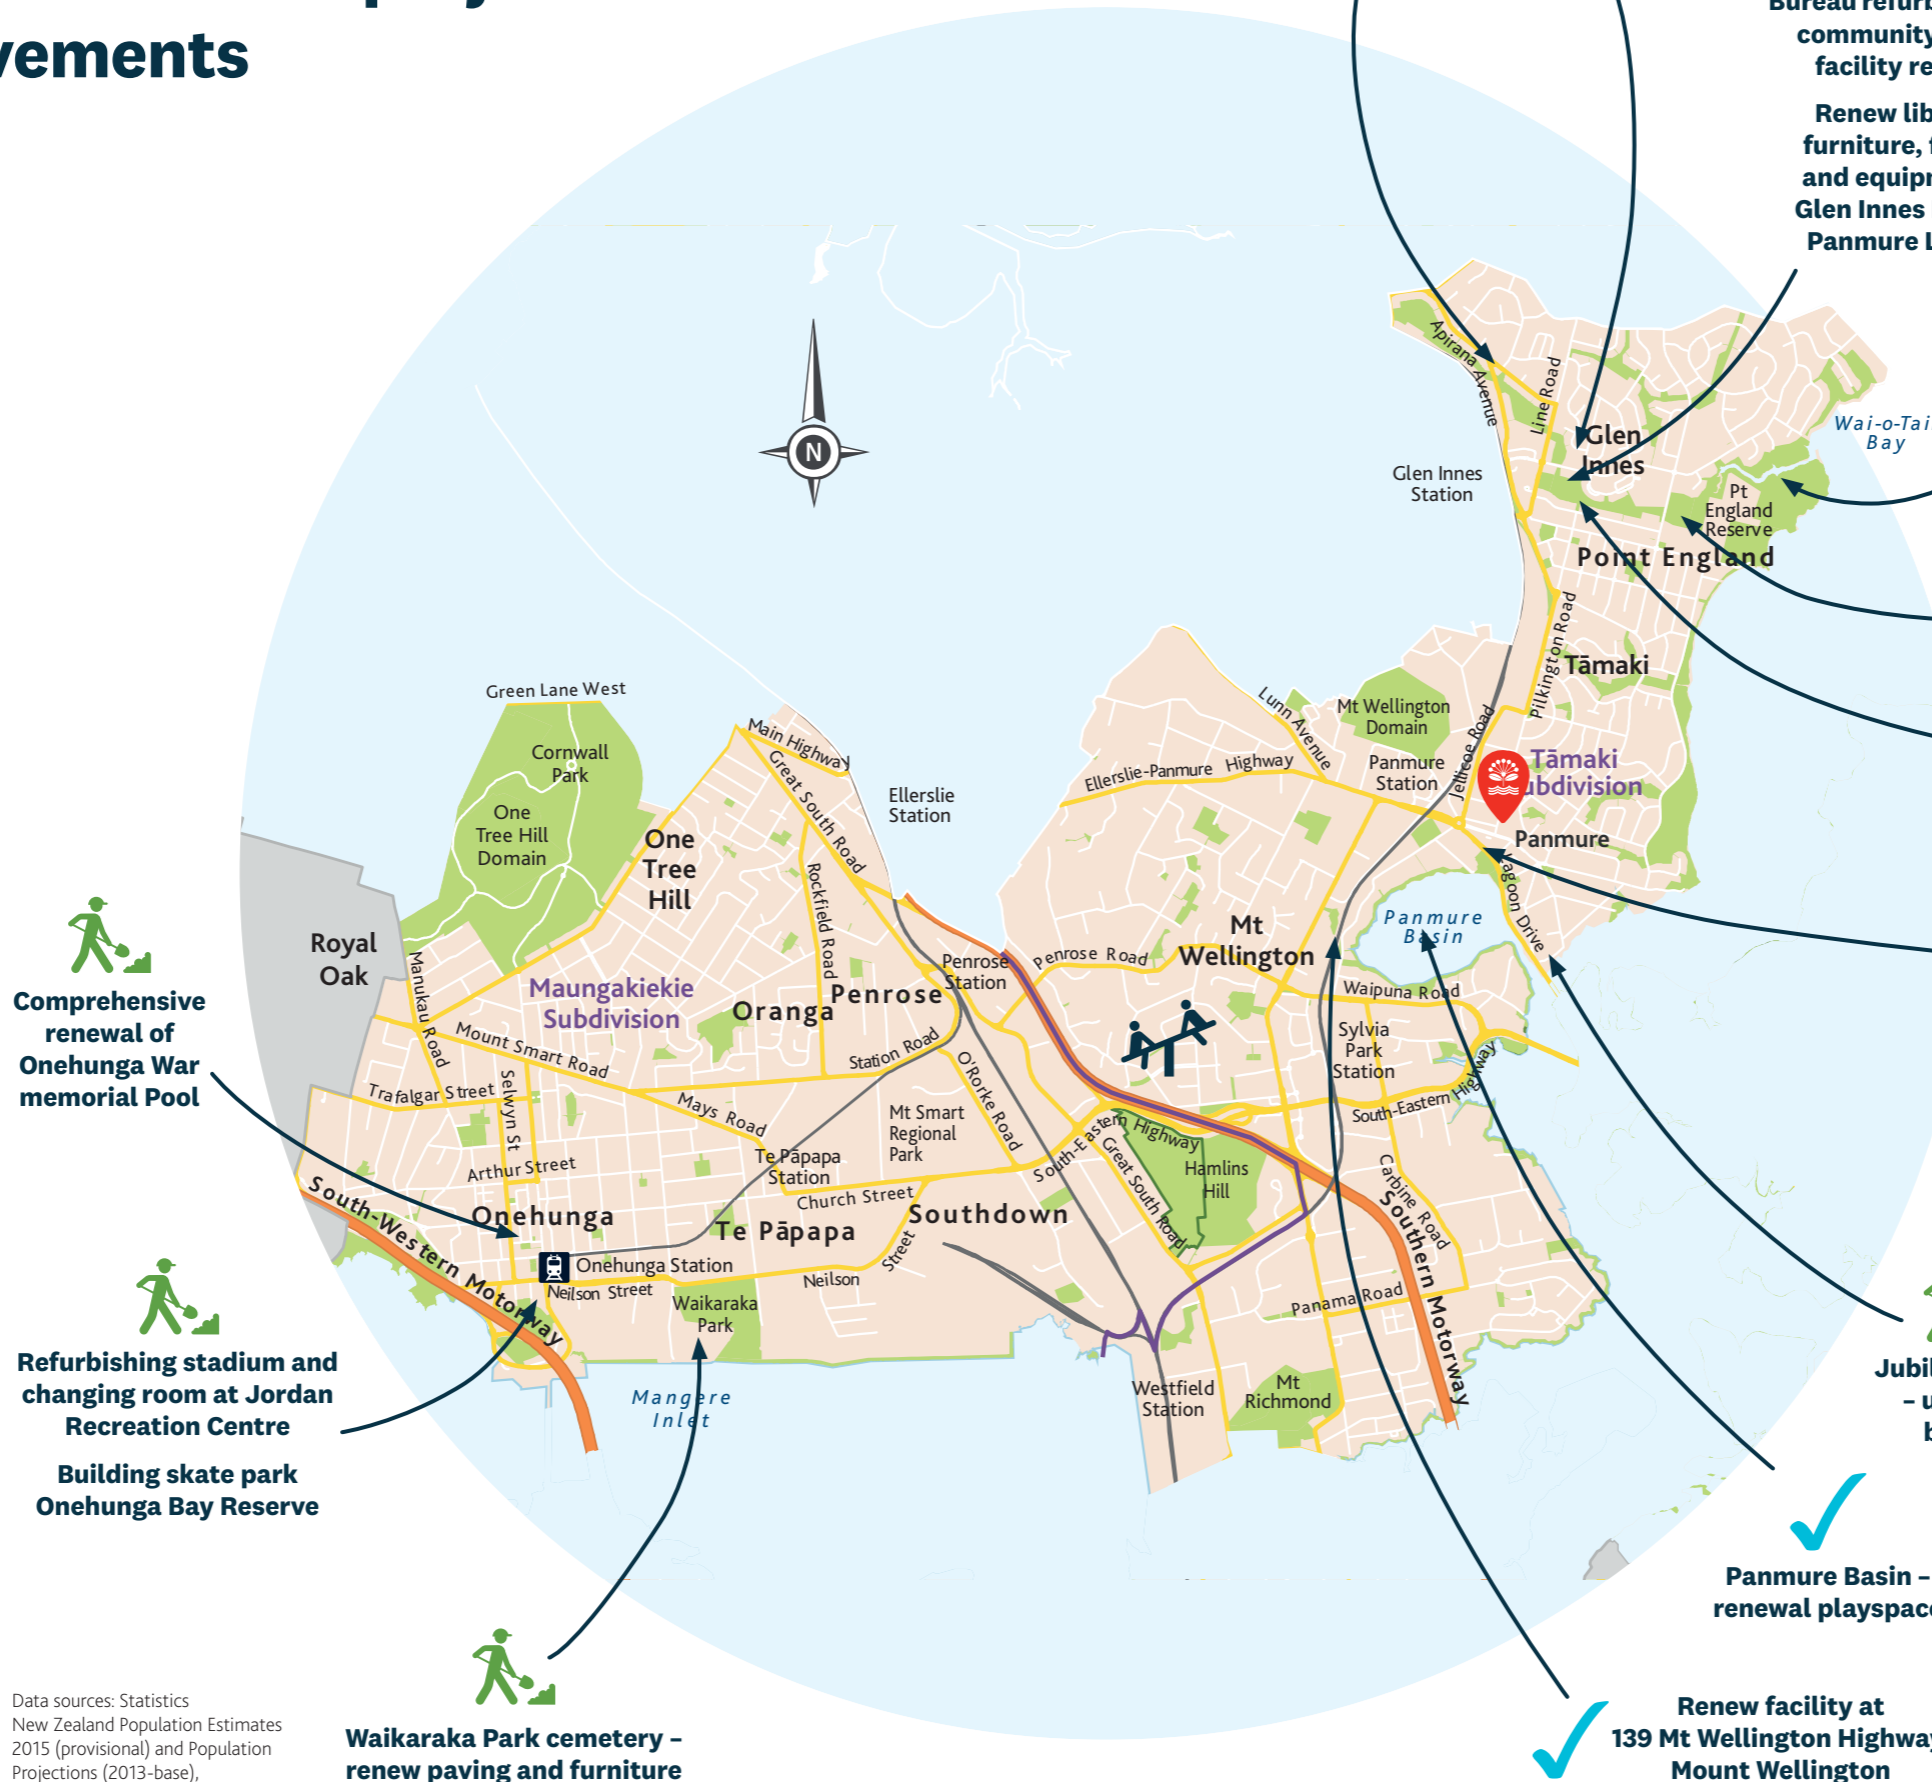 vements
community
facility re
Renew lib
furniture, f
and equipr
Glen Innes
Panmure L
N
Apirana Avenue
Line Road
Glen
Innes
Wai-o-Tai
Bay
Glen Innes
Station
Pt
England
Reserve
Point England
Pilkington Road
Tāmaki
Green Lane West
Cornwall
Park
One
Tree Hill
Domain
Main Highway
Great South Road
Ellerslie
Station
One
Tree
Hill
Rockfield Road
Lunn Avenue
Mt Wellington
Domain
Ellerslie-Panmure Highway
Panmure
Station
Jellicoe Road
Tāmaki
ubdivision
Panmure
Lagoon Drive
Panmure
Basin
Royal
Oak
Manukau Road
Maungakiekie
Subdivision
Oranga
Penrose
Penrose
Station
Penrose Road
Mt
Wellington
Waipuna Road
Sylvia
Park
Station
South-Eastern Highway
Mount Smart Road
Station Road
O'Rorke Road
Trafalgar Street
Selwyn St
Mays Road
Mt Smart
Regional
Park
Te Pāpapa
Station
Arthur Street
Church Street
South-Eastern Highway
Great South Road
Hamlins
Hill
Carbine Road
Southern Motorway
South-Western Motorway
Onehunga
Te Pāpapa
Southdown
Onehunga Station
Neilson Street
Neilson Street
Waikaraka
Park
Panama Road
Mangere
Inlet
Westfield
Station
Mt
Richmond
Comprehensive
renewal of
Onehunga War
memorial Pool
Refurbishing stadium and
changing room at Jordan
Recreation Centre
Building skate park
Onehunga Bay Reserve
Waikaraka Park cemetery –
renew paving and furniture
Jubil
– u
b
Panmure Basin –
renewal playspac
Renew facility at
139 Mt Wellington Highway
Mount Wellington
Data sources: Statistics
New Zealand Population Estimates
2015 (provisional) and Population
Projections (2013-base),